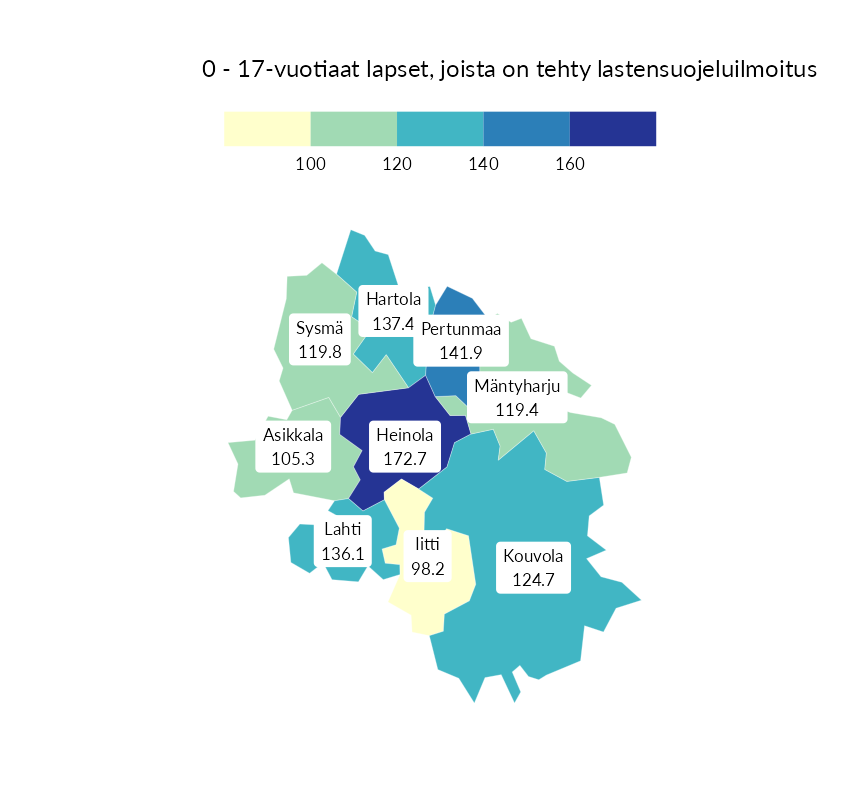 0 - 17-vuotiaat lapset, joista on tehty lastensuojeluilmoitus
100 120 140 160
Hartola
137.4
Sysmä
119.8
Pertunmaa
141.9
Mäntyharju
119.4
Asikkala
105.3
Heinola
172.7
Lahti
136.1
Iitti
98.2
Kouvola
124.7